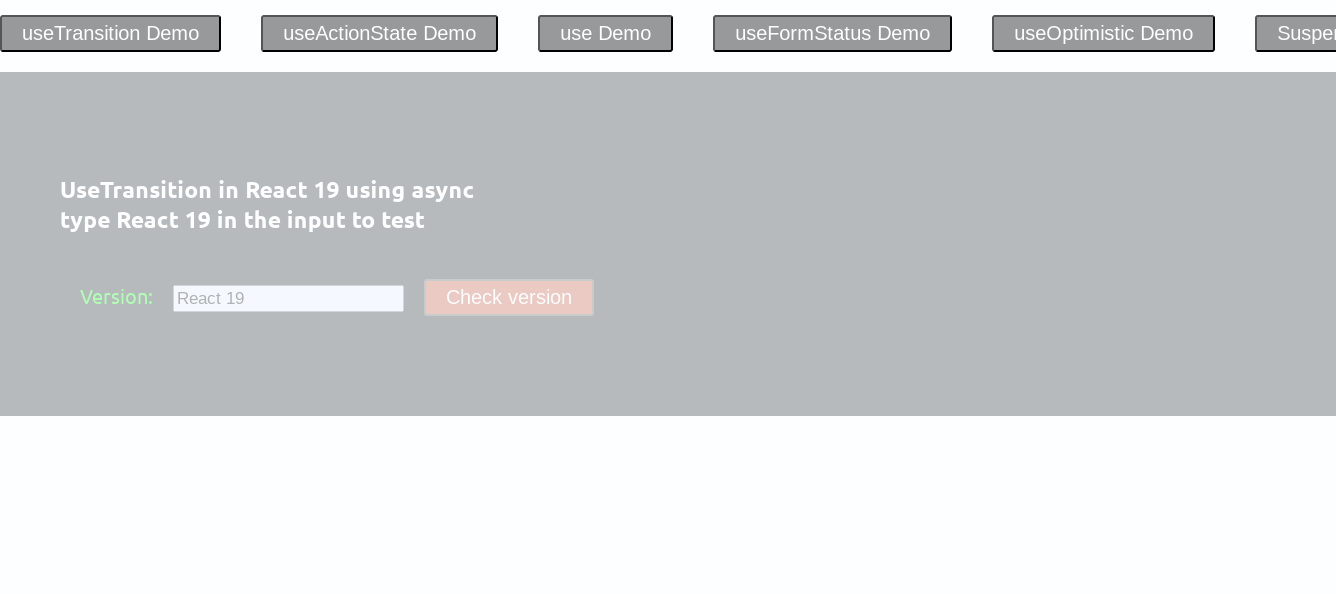 useTransition Demo useActionState Demo use Demo useFormStatus Demo useOptimistic Demo
UseTransition in React 19 using async
type React 19 in the input to test
Version: React 19 Check version